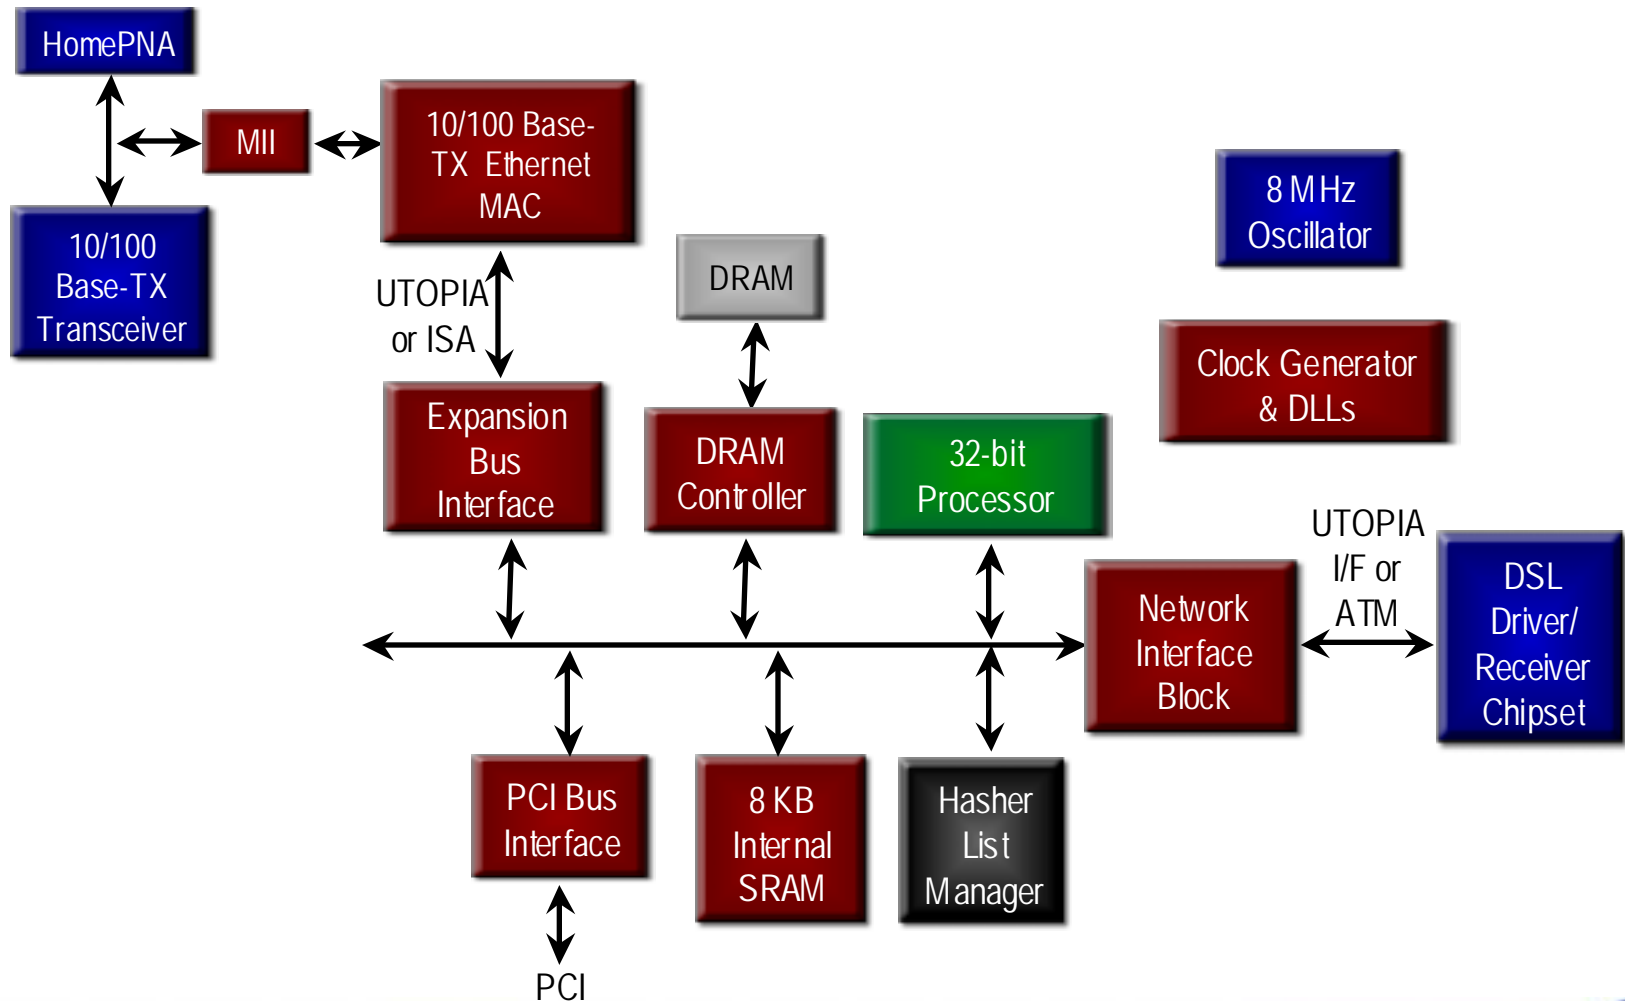 HomePNA
MII
10/100 Base-
TX Ethernet
MAC
10/100
Base-TX
Transceiver
8 MHz
Oscillator
UTOPIA
or ISA
DRAM
Clock Generator
& DLLs
Expansion
Bus
Interface
DRAM
Controller
32-bit
Processor
UTOPIA
I/F or
ATM
Network
Interface
Block
DSL
Driver/
Receiver
Chipset
PCI Bus
Interface
8 KB
Internal
SRAM
Hasher
List
Manager
PCI